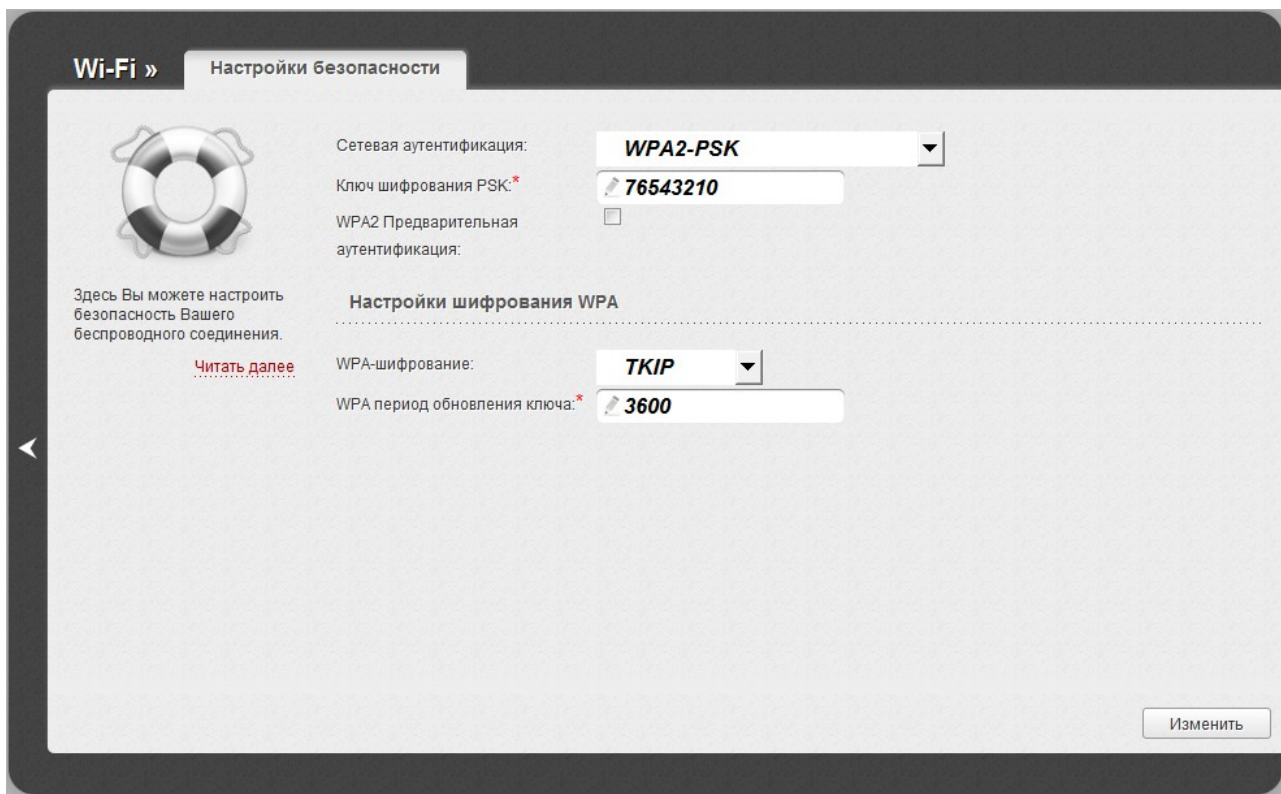 Wi-Fi »
Настройки безопасности
Сетевая аутентификация:
WPA2-PSK
Ключ шифрования PSK:*
76543210
WPA2 Предварительная
аутентификация:
Здесь Вы можете настроить
безопасность Вашего
беспроводного соединения.
Читать далее
Настройки шифрования WPA
WPA-шифрование:
TKIP
WPA период обновления ключа:*
3600
Изменить